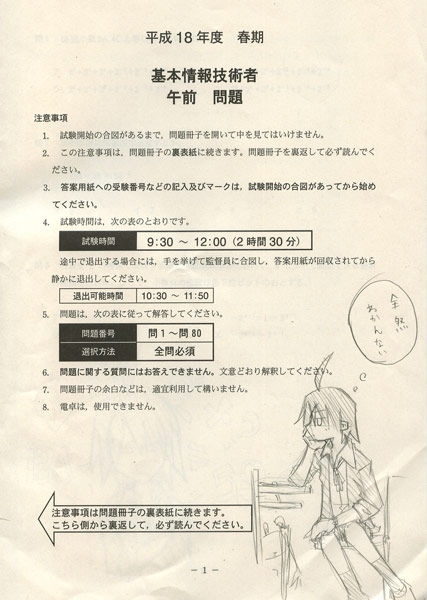 平成18年度　春期
基本情報技術者
午前　問題
注意事項
1.　試験開始の合図があるまで，問題冊子を開いて中を見てはいけません。
2.　この注意事項は，問題冊子の裏表紙に続きます。問題冊子を裏返して必ず読んでく
ださい。
3.　答案用紙への受験番号などの記入及びマークは，試験開始の合図があってから始め
てください。
4.　試験時間は，次の表のとおりです。
試験時間　9:30 ～ 12:00（2時間30分）
途中で退出する場合には，手を挙げて監督員に合図し，答案用紙が回収されてから
静かに退出してください。
退出可能時間　10:30 ～ 11:50
5.　問題は，次の表に従って解答してください。
問題番号　問1～問80
選択方法　全問必須
6.　問題に関する質問にはお答えできません。文意どおり解釈してください。
7.　問題冊子の余白などは，適宜利用して構いません。
8.　電卓は，使用できません。
全然
わかんない
注意事項は問題冊子の裏表紙に続きます。
こちら側から裏返して，必ず読んでください。
－ 1 －